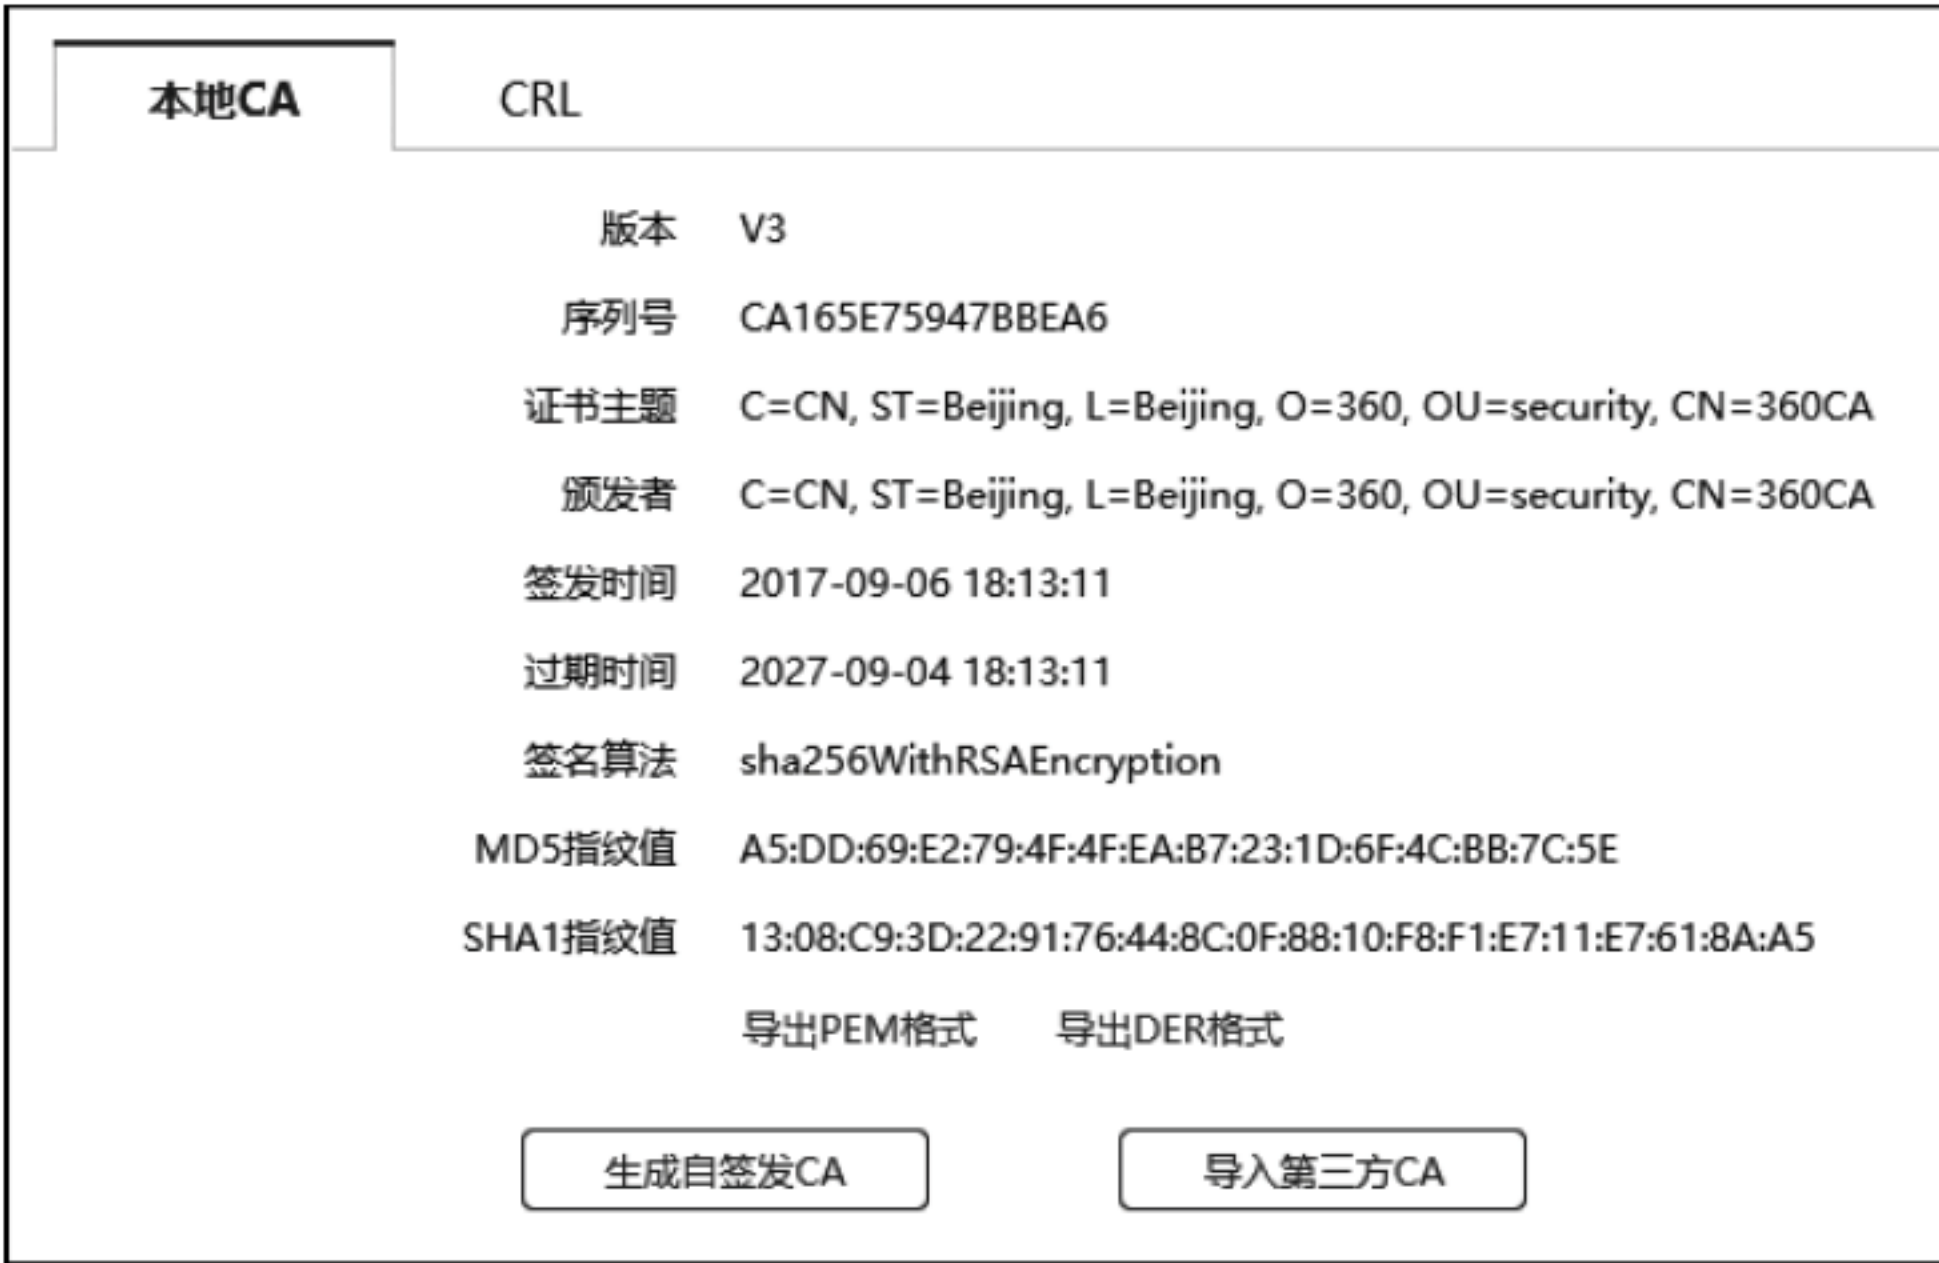 本地CA CRL
版本 V3
序列号 CA165E75947BBEA6
证书主题 C=CN, ST=Beijing, L=Beijing, O=360, OU=security, CN=360CA
颁发者 C=CN, ST=Beijing, L=Beijing, O=360, OU=security, CN=360CA
签发时间 2017-09-06 18:13:11
过期时间 2027-09-04 18:13:11
签名算法 sha256WithRSAEncryption
MD5指纹值 A5:DD:69:E2:79:4F:4F:EA:B7:23:1D:6F:4C:BB:7C:5E
SHA1指纹值 13:08:C9:3D:22:91:76:44:8C:0F:88:10:F8:F1:E7:11:E7:61:8A:A5
导出PEM格式 导出DER格式
生成自签发CA 导入第三方CA